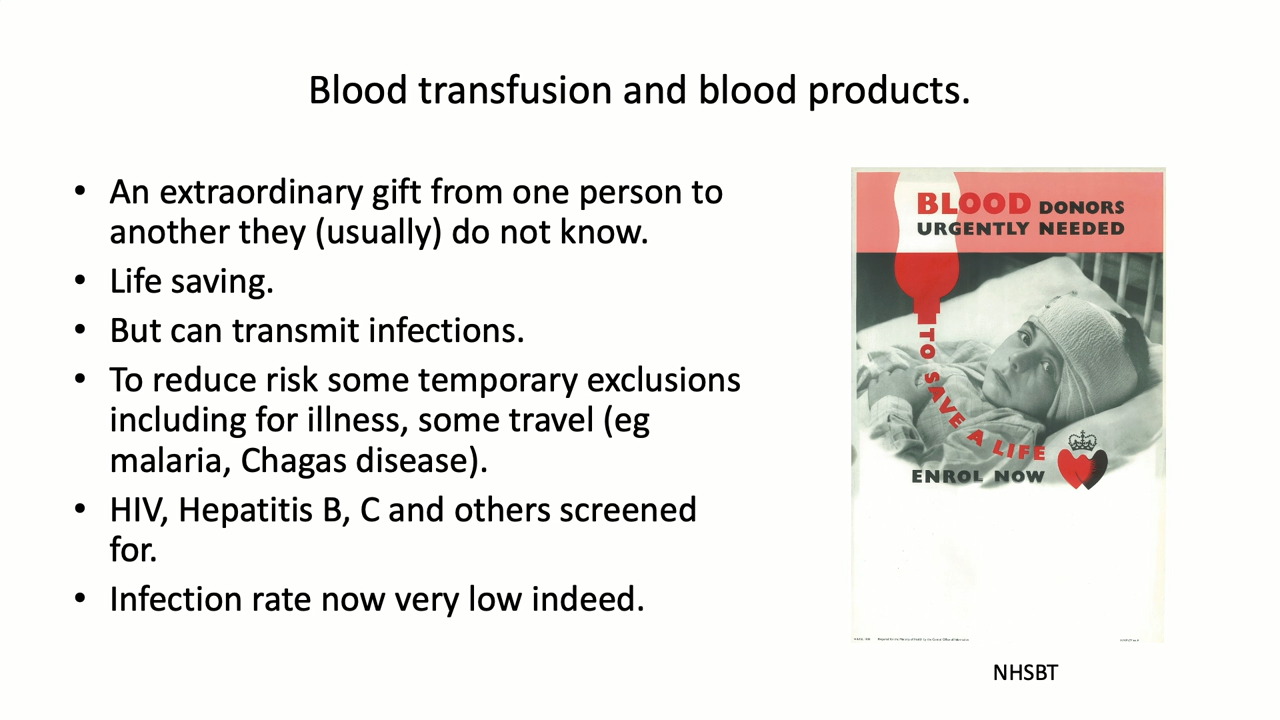 Blood transfusion and blood products.
• An extraordinary gift from one person to
another they (usually) do not know.
• Life saving.
• But can transmit infections.
• To reduce risk some temporary exclusions
including for illness, some travel (eg
malaria, Chagas disease).
• HIV, Hepatitis B, C and others screened
for.
• Infection rate now very low indeed.
BLOOD DONORS
URGENTLY NEEDED
TO SAVE A LIFE
ENROL NOW
NHSBT